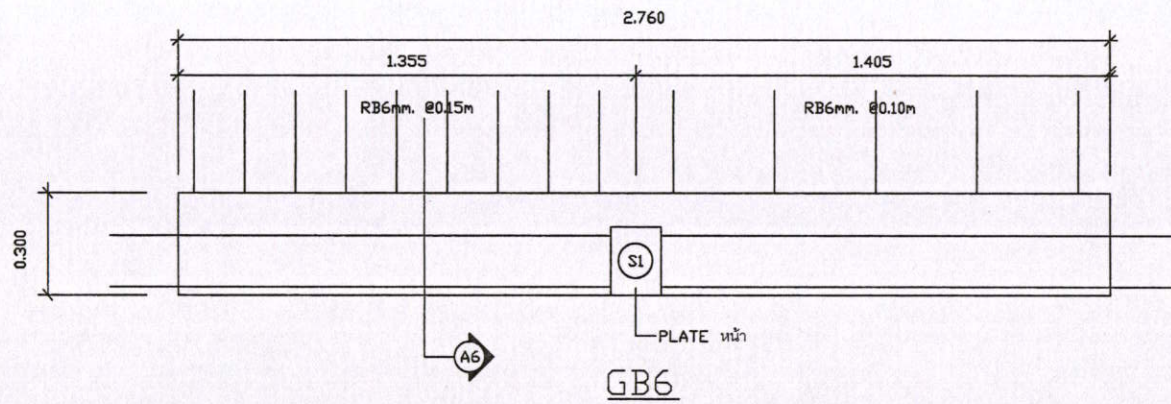 2.760
1.355
1.405
RB6mm. @0.15m
RB6mm. @0.10m
0.300
S1
PLATE หน้า
A6
GB6